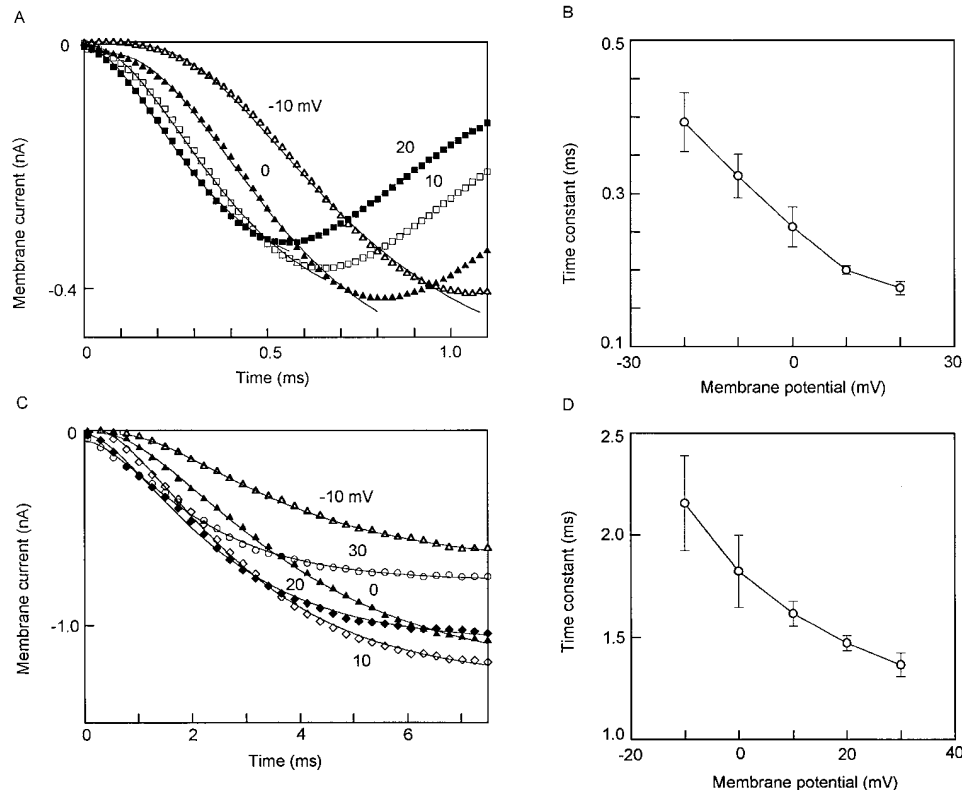 A
0
-0.4
Membrane current (nA)
-10 mV
0
20
10
0
0.5
1.0
Time (ms)
B
0.5
0.3
0.1
Time constant (ms)
-30
0
30
Membrane potential (mV)
C
0
-1.0
Membrane current (nA)
-10 mV
30
20
0
10
0
2
4
6
Time (ms)
D
2.5
2.0
1.5
1.0
Time constant (ms)
-20
0
20
40
Membrane potential (mV)